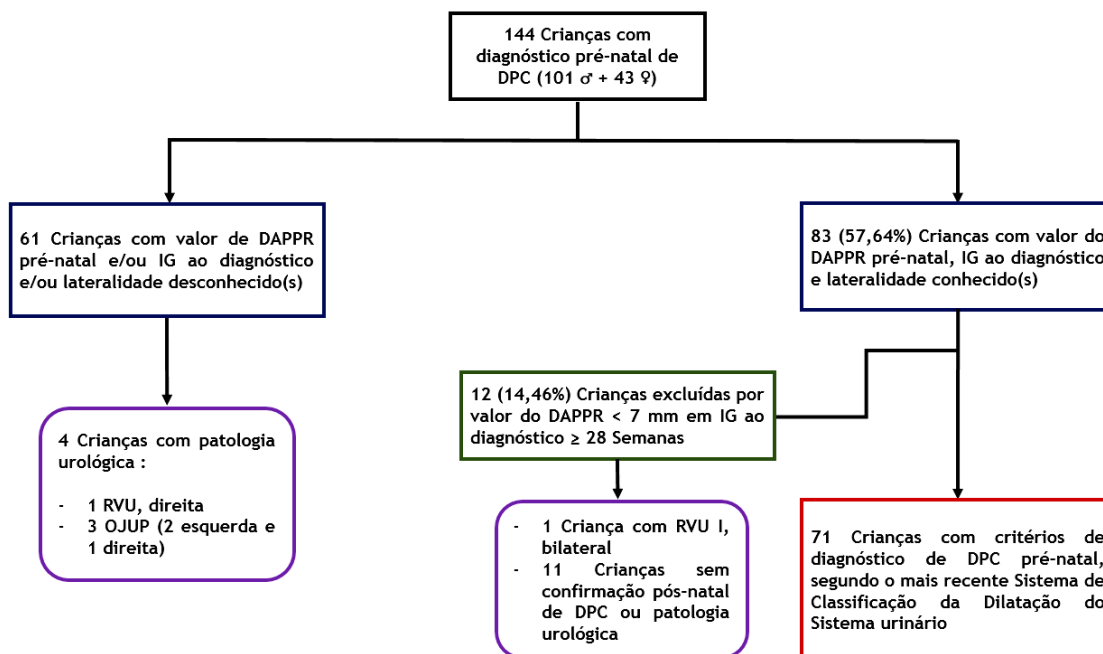 144 Crianças com
diagnóstico pré-natal de
DPC (101 ♂ + 43 ♀)
61 Crianças com valor de DAPPR
pré-natal e/ou IG ao diagnóstico
e/ou lateralidade desconhecido(s)
83 (57,64%) Crianças com valor do
DAPPR pré-natal, IG ao diagnóstico
e lateralidade conhecido(s)
12 (14,46%) Crianças excluídas por
valor do DAPPR < 7 mm em IG ao
diagnóstico ≥ 28 Semanas
4 Crianças com patologia
urológica :
- 1 RVU, direita
- 3 OJUP (2 esquerda e
1 direita)
- 1 Criança com RVU I,
bilateral
- 11 Crianças sem
confirmação pós-natal
de DPC ou patologia
urológica
71 Crianças com critérios de
diagnóstico de DPC pré-natal,
segundo o mais recente Sistema de
Classificação da Dilatação do
Sistema urinário